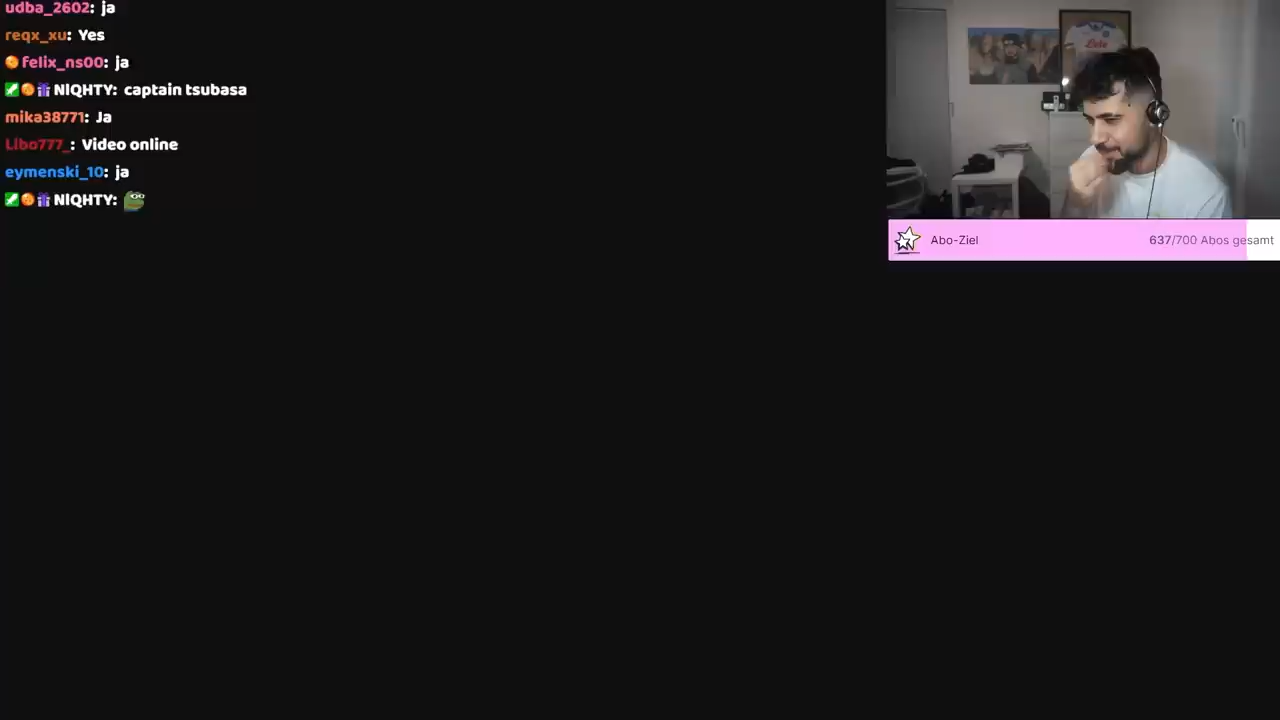 udba_2602: ja
reqx_xu: Yes
felix_ns00: ja
NIQHTY: captain tsubasa
mika38771: Ja
Libo777_: Video online
eymenski_10: ja
NIQHTY:
Abo-Ziel
637/700 Abos gesamt